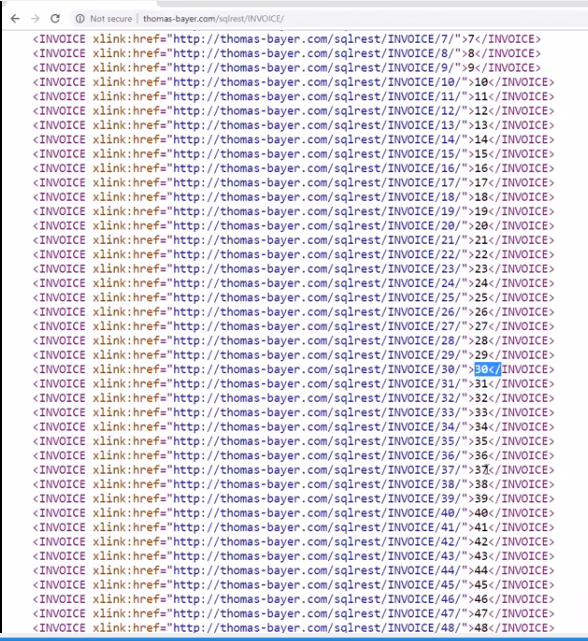 Not secure | thomas-bayer.com/sqlrest/INVOICE/
<INVOICE xlink:href="http://thomas-bayer.com/sqlrest/INVOICE/7/">7</INVOICE>
<INVOICE xlink:href="http://thomas-bayer.com/sqlrest/INVOICE/8/">8</INVOICE>
<INVOICE xlink:href="http://thomas-bayer.com/sqlrest/INVOICE/9/">9</INVOICE>
<INVOICE xlink:href="http://thomas-bayer.com/sqlrest/INVOICE/10/">10</INVOICE>
<INVOICE xlink:href="http://thomas-bayer.com/sqlrest/INVOICE/11/">11</INVOICE>
<INVOICE xlink:href="http://thomas-bayer.com/sqlrest/INVOICE/12/">12</INVOICE>
<INVOICE xlink:href="http://thomas-bayer.com/sqlrest/INVOICE/13/">13</INVOICE>
<INVOICE xlink:href="http://thomas-bayer.com/sqlrest/INVOICE/14/">14</INVOICE>
<INVOICE xlink:href="http://thomas-bayer.com/sqlrest/INVOICE/15/">15</INVOICE>
<INVOICE xlink:href="http://thomas-bayer.com/sqlrest/INVOICE/16/">16</INVOICE>
<INVOICE xlink:href="http://thomas-bayer.com/sqlrest/INVOICE/17/">17</INVOICE>
<INVOICE xlink:href="http://thomas-bayer.com/sqlrest/INVOICE/18/">18</INVOICE>
<INVOICE xlink:href="http://thomas-bayer.com/sqlrest/INVOICE/19/">19</INVOICE>
<INVOICE xlink:href="http://thomas-bayer.com/sqlrest/INVOICE/20/">20</INVOICE>
<INVOICE xlink:href="http://thomas-bayer.com/sqlrest/INVOICE/21/">21</INVOICE>
<INVOICE xlink:href="http://thomas-bayer.com/sqlrest/INVOICE/22/">22</INVOICE>
<INVOICE xlink:href="http://thomas-bayer.com/sqlrest/INVOICE/23/">23</INVOICE>
<INVOICE xlink:href="http://thomas-bayer.com/sqlrest/INVOICE/24/">24</INVOICE>
<INVOICE xlink:href="http://thomas-bayer.com/sqlrest/INVOICE/25/">25</INVOICE>
<INVOICE xlink:href="http://thomas-bayer.com/sqlrest/INVOICE/26/">26</INVOICE>
<INVOICE xlink:href="http://thomas-bayer.com/sqlrest/INVOICE/27/">27</INVOICE>
<INVOICE xlink:href="http://thomas-bayer.com/sqlrest/INVOICE/28/">28</INVOICE>
<INVOICE xlink:href="http://thomas-bayer.com/sqlrest/INVOICE/29/">29</INVOICE>
<INVOICE xlink:href="http://thomas-bayer.com/sqlrest/INVOICE/30/">30</INVOICE>
<INVOICE xlink:href="http://thomas-bayer.com/sqlrest/INVOICE/31/">31</INVOICE>
<INVOICE xlink:href="http://thomas-bayer.com/sqlrest/INVOICE/32/">32</INVOICE>
<INVOICE xlink:href="http://thomas-bayer.com/sqlrest/INVOICE/33/">33</INVOICE>
<INVOICE xlink:href="http://thomas-bayer.com/sqlrest/INVOICE/34/">34</INVOICE>
<INVOICE xlink:href="http://thomas-bayer.com/sqlrest/INVOICE/35/">35</INVOICE>
<INVOICE xlink:href="http://thomas-bayer.com/sqlrest/INVOICE/36/">36</INVOICE>
<INVOICE xlink:href="http://thomas-bayer.com/sqlrest/INVOICE/37/">37</INVOICE>
<INVOICE xlink:href="http://thomas-bayer.com/sqlrest/INVOICE/38/">38</INVOICE>
<INVOICE xlink:href="http://thomas-bayer.com/sqlrest/INVOICE/39/">39</INVOICE>
<INVOICE xlink:href="http://thomas-bayer.com/sqlrest/INVOICE/40/">40</INVOICE>
<INVOICE xlink:href="http://thomas-bayer.com/sqlrest/INVOICE/41/">41</INVOICE>
<INVOICE xlink:href="http://thomas-bayer.com/sqlrest/INVOICE/42/">42</INVOICE>
<INVOICE xlink:href="http://thomas-bayer.com/sqlrest/INVOICE/43/">43</INVOICE>
<INVOICE xlink:href="http://thomas-bayer.com/sqlrest/INVOICE/44/">44</INVOICE>
<INVOICE xlink:href="http://thomas-bayer.com/sqlrest/INVOICE/45/">45</INVOICE>
<INVOICE xlink:href="http://thomas-bayer.com/sqlrest/INVOICE/46/">46</INVOICE>
<INVOICE xlink:href="http://thomas-bayer.com/sqlrest/INVOICE/47/">47</INVOICE>
<INVOICE xlink:href="http://thomas-bayer.com/sqlrest/INVOICE/48/">48</INVOICE>